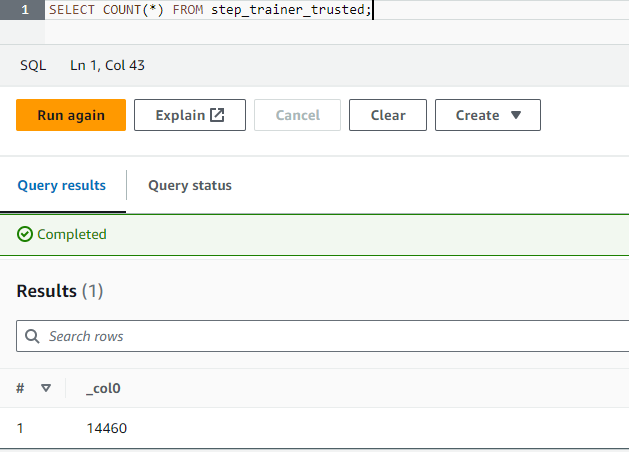 1 SELECT COUNT(*) FROM step_trainer_trusted;
SQL Ln 1, Col 43
Run again Explain Cancel Clear Create
Query results Query status
Completed
Results (1)
Search rows
# _col0
1 14460